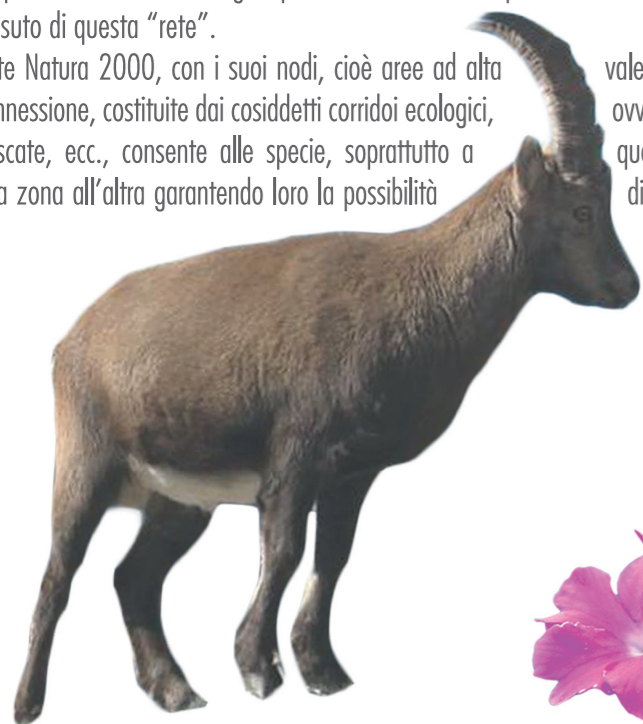 suto di questa “rete”.
te Natura 2000, con i suoi nodi, cioè aree ad alta vale
nnessione, costituite dai cosiddetti corridoi ecologici, ovv
scate, ecc., consente alle specie, soprattutto a que
a zona all’altra garantendo loro la possibilità di